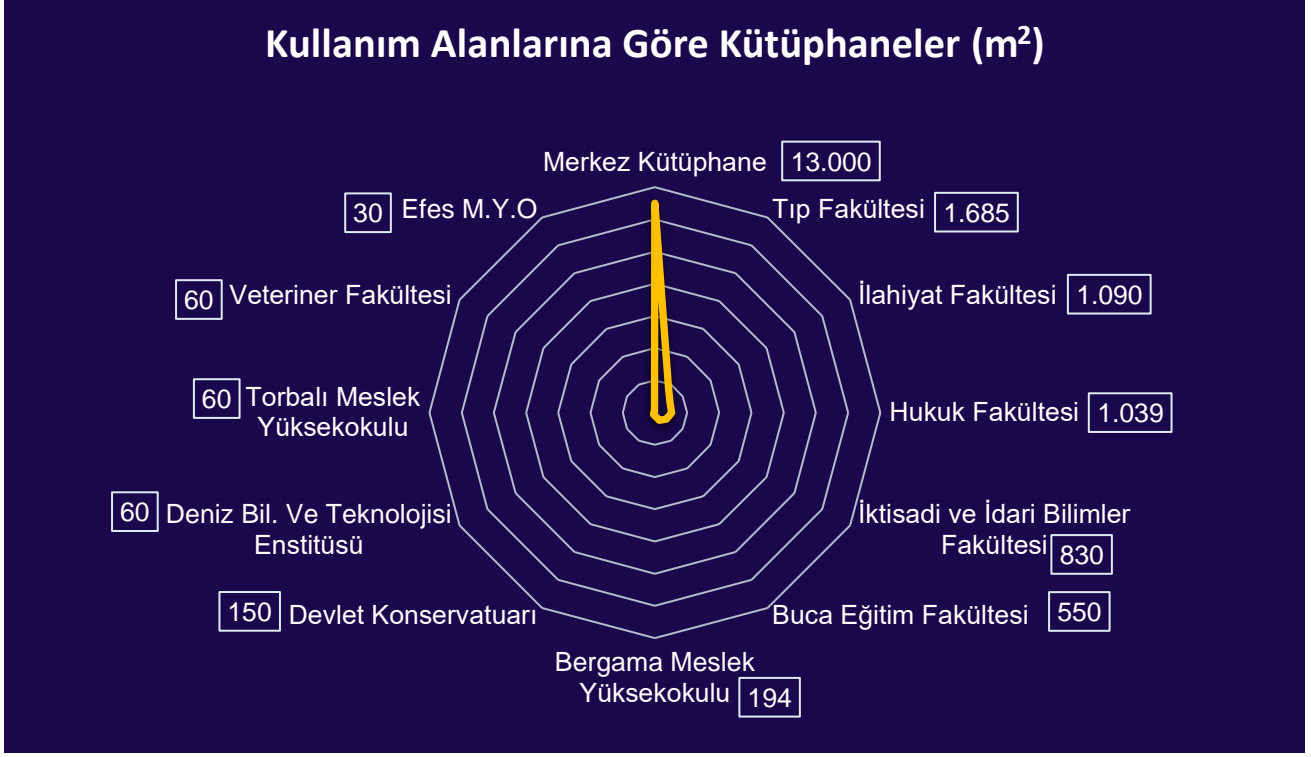 Kullanım Alanlarına Göre Kütüphaneler (m²)
Merkez Kütüphane 13.000
Tıp Fakültesi 1.685
İlahiyat Fakültesi 1.090
Hukuk Fakültesi 1.039
İktisadi ve İdari Bilimler
Fakültesi 830
Buca Eğitim Fakültesi 550
Bergama Meslek
Yüksekokulu 194
150 Devlet Konservatuarı
60 Deniz Bil. Ve Teknolojisi
Enstitüsü
60 Torbalı Meslek
Yüksekokulu
60 Veteriner Fakültesi
30 Efes M.Y.O